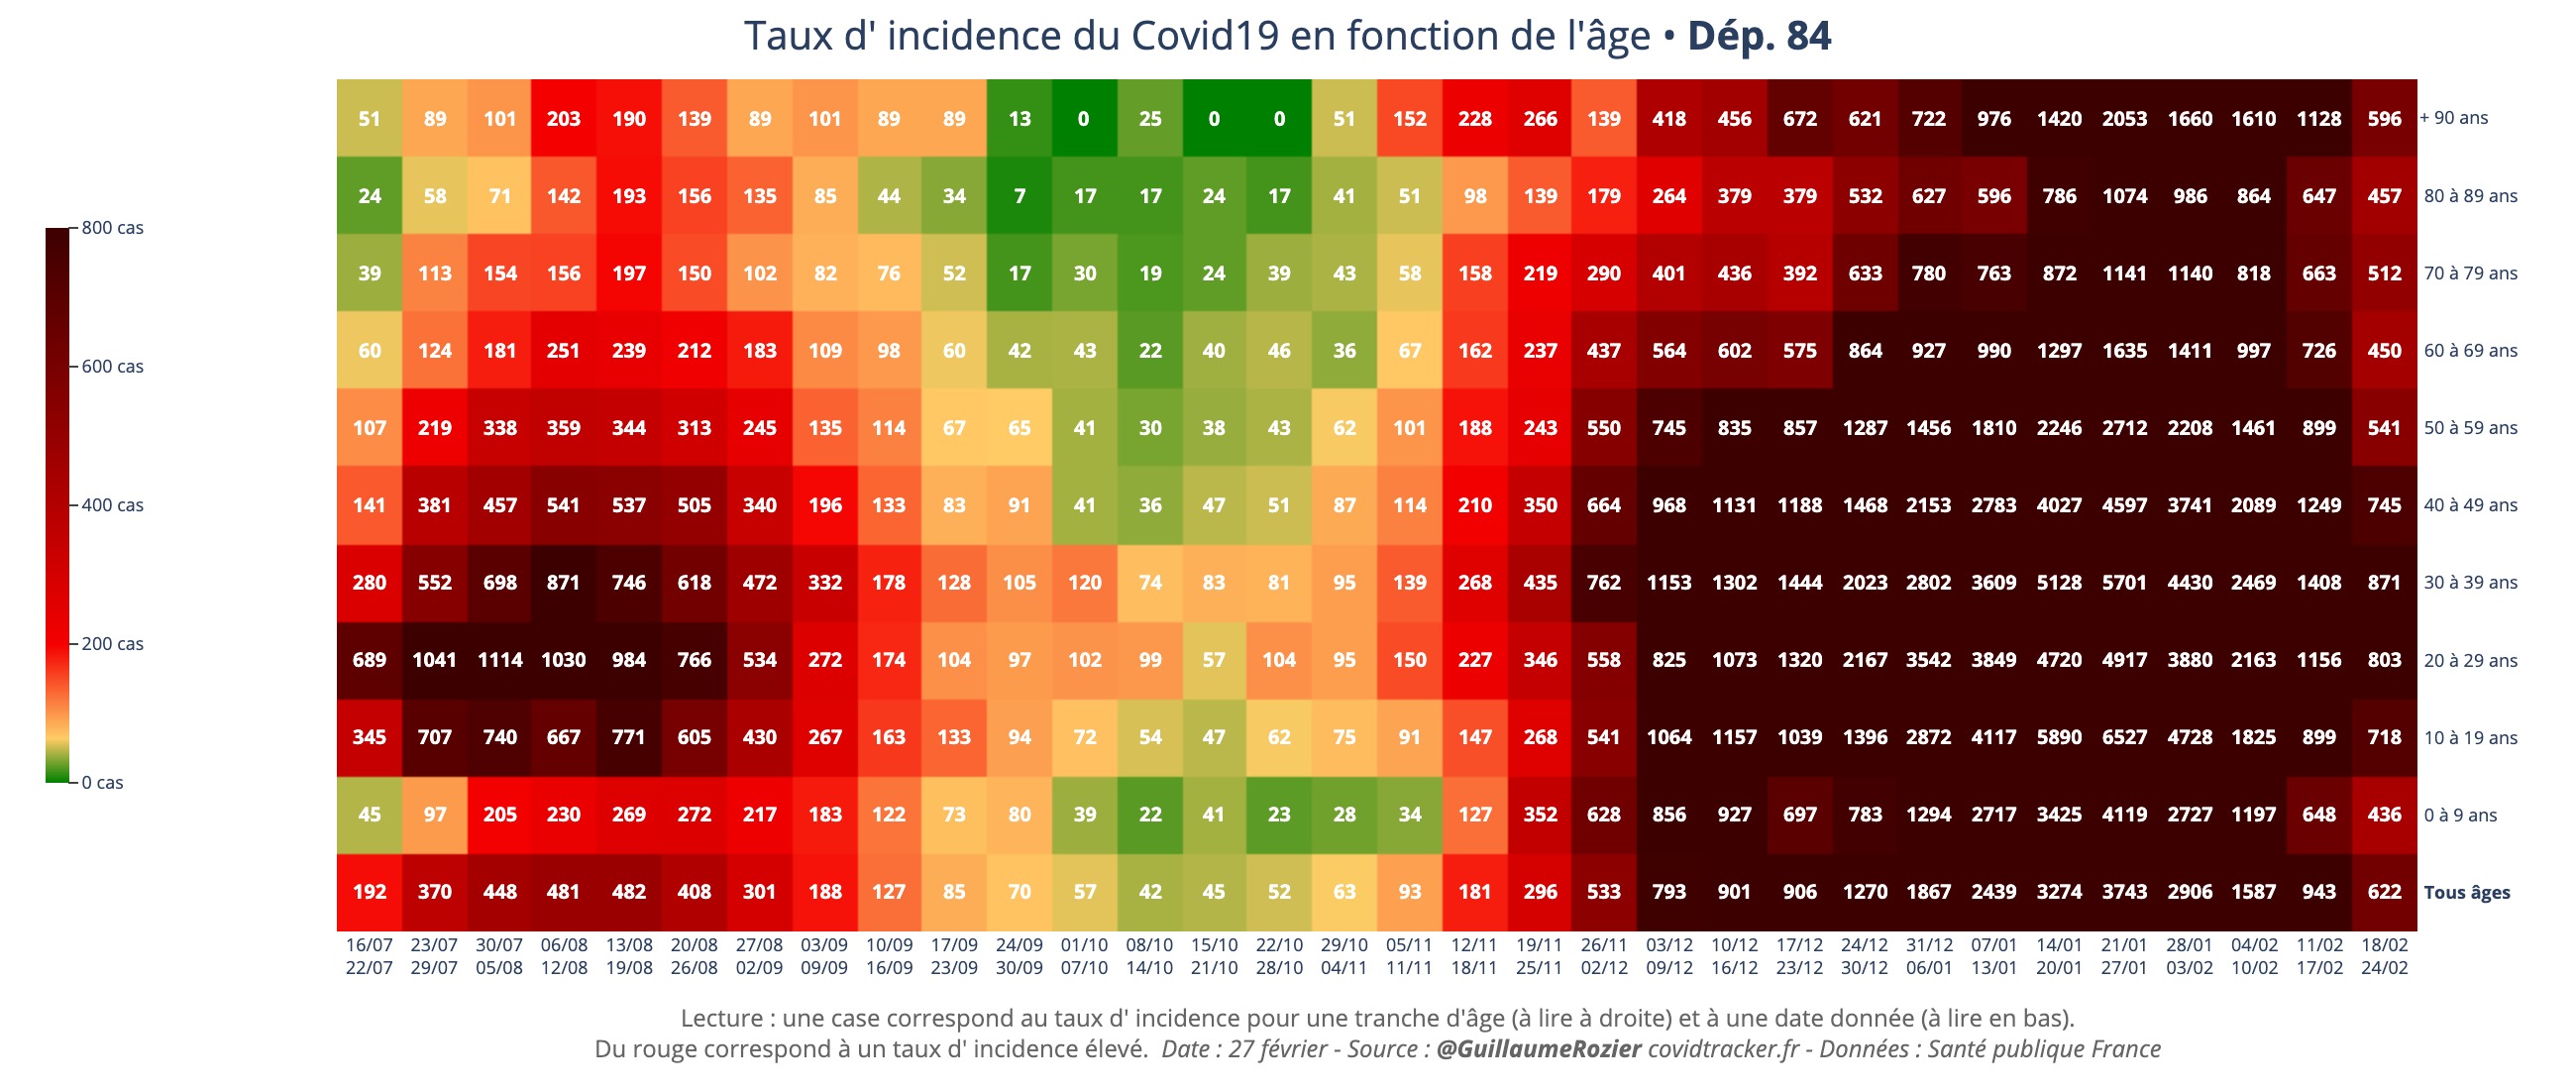 Taux d' incidence du Covid19 en fonction de l'âge • Dép. 84
800 cas
600 cas
400 cas
200 cas
0 cas
51 89 101 203 190 139 89 101 89 89 13 0 25 0 0 51 152 228 266 139 418 456 672 621 722 976 1420 2053 1660 1610 1128 596 + 90 ans
24 58 71 142 193 156 135 85 44 34 7 17 17 24 17 41 51 98 139 179 264 379 379 532 627 596 786 1074 986 864 647 457 80 à 89 ans
39 113 154 156 197 150 102 82 76 52 17 30 19 24 39 43 58 158 219 290 401 436 392 633 780 763 872 1141 1140 818 663 512 70 à 79 ans
60 124 181 251 239 212 183 109 98 60 42 43 22 40 46 36 67 162 237 437 564 602 575 864 927 990 1297 1635 1411 997 726 450 60 à 69 ans
107 219 338 359 344 313 245 135 114 67 65 41 30 38 43 62 101 188 243 550 745 835 857 1287 1456 1810 2246 2712 2208 1461 899 541 50 à 59 ans
141 381 457 541 537 505 340 196 133 83 91 41 36 47 51 87 114 210 350 664 968 1131 1188 1468 2153 2783 4027 4597 3741 2089 1249 745 40 à 49 ans
280 552 698 871 746 618 472 332 178 128 105 120 74 83 81 95 139 268 435 762 1153 1302 1444 2023 2802 3609 5128 5701 4430 2469 1408 871 30 à 39 ans
689 1041 1114 1030 984 766 534 272 174 104 97 102 99 57 104 95 150 227 346 558 825 1073 1320 2167 3542 3849 4720 4917 3880 2163 1156 803 20 à 29 ans
345 707 740 667 771 605 430 267 163 133 94 72 54 47 62 75 91 147 268 541 1064 1157 1039 1396 2872 4117 5890 6527 4728 1825 899 718 10 à 19 ans
45 97 205 230 269 272 217 183 122 73 80 39 22 41 23 28 34 127 352 628 856 927 697 783 1294 2717 3425 4119 2727 1197 648 436 0 à 9 ans
192 370 448 481 482 408 301 188 127 85 70 57 42 45 52 63 93 181 296 533 793 901 906 1270 1867 2439 3274 3743 2906 1587 943 622 Tous âges
16/07 23/07 30/07 06/08 13/08 20/08 27/08 03/09 10/09 17/09 24/09 01/10 08/10 15/10 22/10 29/10 05/11 12/11 19/11 26/11 03/12 10/12 17/12 24/12 31/12 07/01 14/01 21/01 28/01 04/02 11/02 18/02
22/07 29/07 05/08 12/08 19/08 26/08 02/09 09/09 16/09 23/09 30/09 07/10 14/10 21/10 28/10 04/11 11/11 18/11 25/11 02/12 09/12 16/12 23/12 30/12 06/01 13/01 20/01 27/01 03/02 10/02 17/02 24/02
Lecture : une case correspond au taux d' incidence pour une tranche d'âge (à lire à droite) et à une date donnée (à lire en bas).
Du rouge correspond à un taux d' incidence élevé. Date : 27 février - Source : @GuillaumeRozier covidtracker.fr - Données : Santé publique France